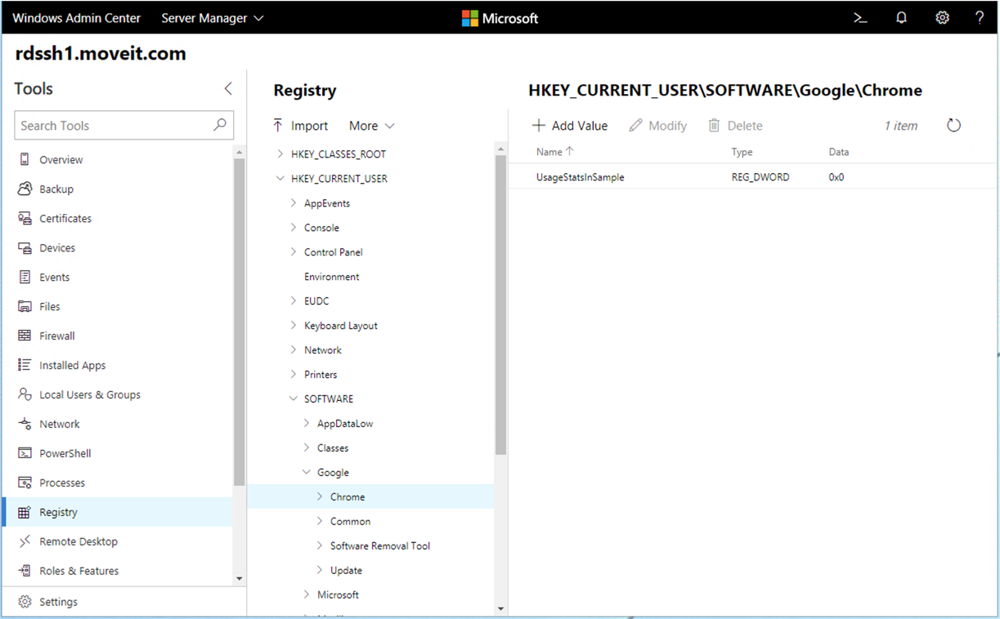 Windows Admin Center Server Manager Microsoft
rdssh1.moveit.com
Tools
Search Tools
Overview
Backup
Certificates
Devices
Events
Files
Firewall
Installed Apps
Local Users & Groups
Network
PowerShell
Processes
Registry
Remote Desktop
Roles & Features
Settings
Registry
Import More
HKEY_CLASSES_ROOT
HKEY_CURRENT_USER
AppEvents
Console
Control Panel
Environment
EUDC
Keyboard Layout
Network
Printers
SOFTWARE
AppDataLow
Classes
Google
Chrome
Common
Software Removal Tool
Update
Microsoft
HKEY_CURRENT_USER\SOFTWARE\Google\Chrome
Add Value Modify Delete 1 item
Name Type Data
UsageStatsInSample REG_DWORD 0x0